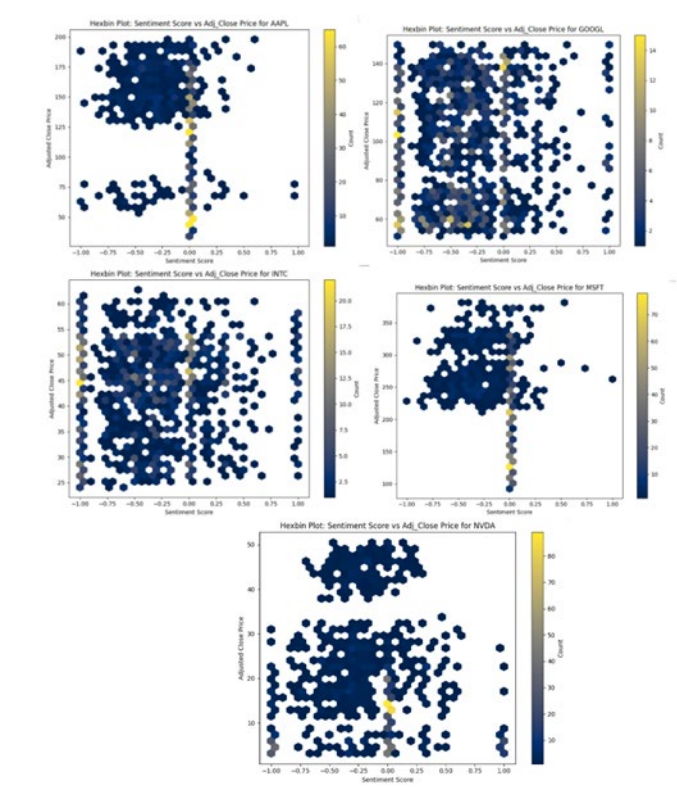 Hexbin Plot: Sentiment Score vs Adj_Close Price for AAPL
200
175
150
125
100
75
50
Adjusted Close Price
-1.00 -0.75 -0.50 -0.25 0.00 0.25 0.50 0.75 1.00
Sentiment Score
60
50
40
30
20
10
Count
Hexbin Plot: Sentiment Score vs Adj_Close Price for GOOGL
140
120
100
80
60
Adjusted Close Price
-1.00 -0.75 -0.50 -0.25 0.00 0.25 0.50 0.75 1.00
Sentiment Score
14
12
10
8
6
4
2
Count
Hexbin Plot: Sentiment Score vs Adj_Close Price for INTC
60
55
50
45
40
35
30
25
Adjusted Close Price
-1.00 -0.75 -0.50 -0.25 0.00 0.25 0.50 0.75 1.00
Sentiment Score
20.0
17.5
15.0
12.5
10.0
7.5
5.0
2.5
Count
Hexbin Plot: Sentiment Score vs Adj_Close Price for MSFT
350
300
250
200
150
100
Adjusted Close Price
-1.00 -0.75 -0.50 -0.25 0.00 0.25 0.50 0.75 1.00
Sentiment Score
70
60
50
40
30
20
10
Count
Hexbin Plot: Sentiment Score vs Adj_Close Price for NVDA
50
40
30
20
10
Adjusted Close Price
-1.00 -0.75 -0.50 -0.25 0.00 0.25 0.50 0.75 1.00
Sentiment Score
80
70
60
50
40
30
20
10
Count